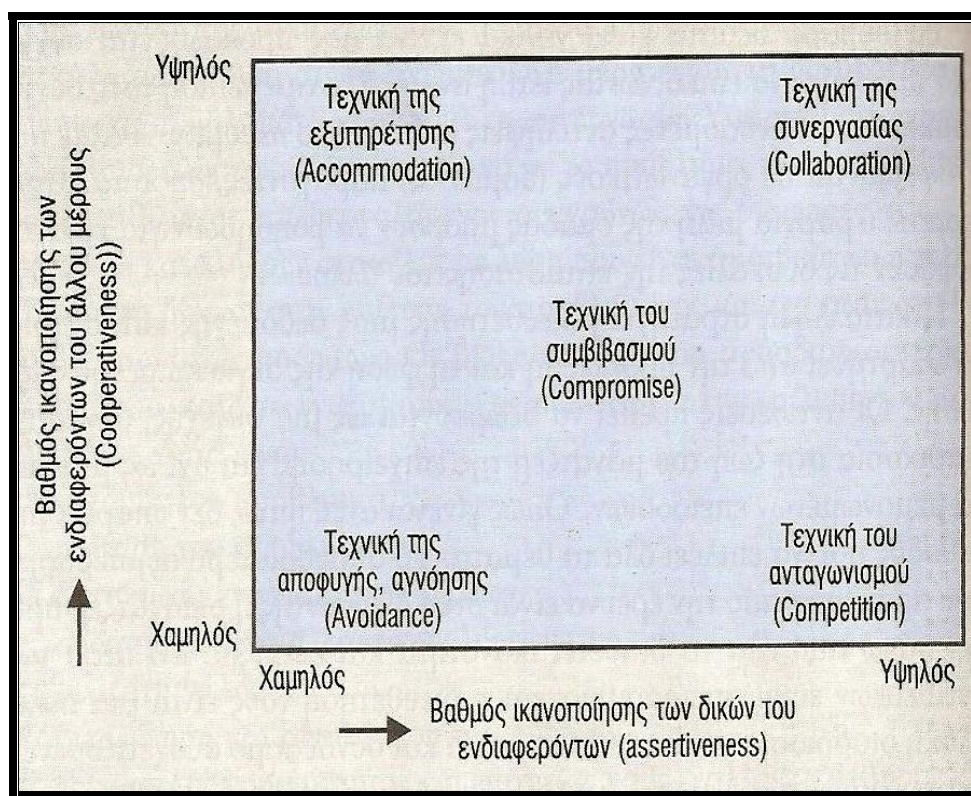 Υψηλός
Τεχνική της
εξυπηρέτησης
(Accommodation)
Τεχνική της
συνεργασίας
(Collaboration)
Βαθμός ικανοποίησης των
ενδιαφερόντων του άλλου μέρους
(Cooperativeness))
Τεχνική του
συμβιβασμού
(Compromise)
Τεχνική της
αποφυγής, αγνόησης
(Avoidance)
Τεχνική του
ανταγωνισμού
(Competition)
Χαμηλός
Χαμηλός
Υψηλός
Βαθμός ικανοποίησης των δικών του
ενδιαφερόντων (assertiveness)